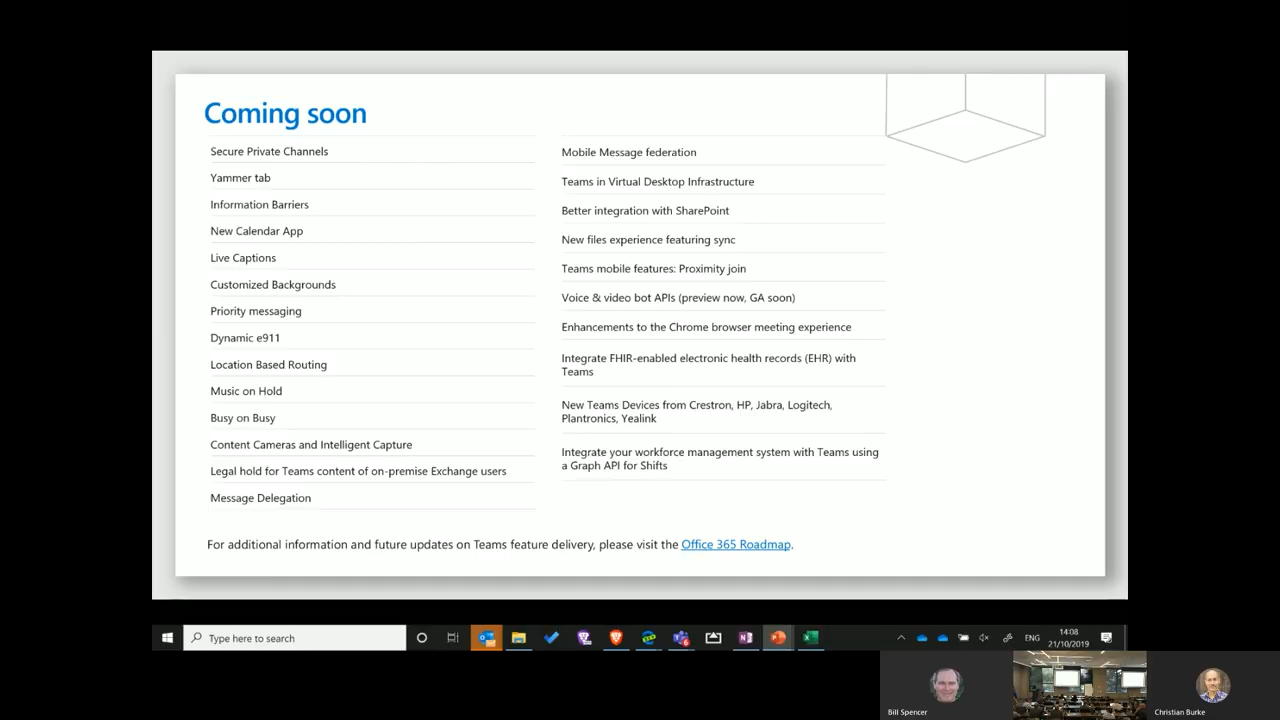 Coming soon
Secure Private Channels
Yammer tab
Information Barriers
New Calendar App
Live Captions
Customized Backgrounds
Priority messaging
Dynamic e911
Location Based Routing
Music on Hold
Busy on Busy
Content Cameras and Intelligent Capture
Legal hold for Teams content of on-premise Exchange users
Message Delegation
Mobile Message federation
Teams in Virtual Desktop Infrastructure
Better integration with SharePoint
New files experience featuring sync
Teams mobile features: Proximity join
Voice & video bot APIs (preview now, GA soon)
Enhancements to the Chrome browser meeting experience
Integrate FHIR-enabled electronic health records (EHR) with
Teams
New Teams Devices from Crestron, HP, Jabra, Logitech,
Plantronics, Yealink
Integrate your workforce management system with Teams using
a Graph API for Shifts
For additional information and future updates on Teams feature delivery, please visit the Office 365 Roadmap.
Type here to search
ENG
14:08
21/10/2019
Bill Spencer
Christian Burke